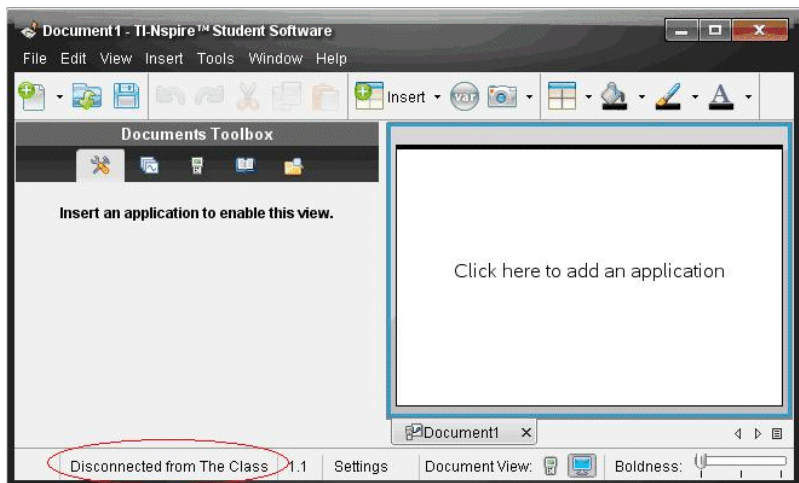 Document1 - TI-Nspire™ Student Software
File Edit View Insert Tools Window Help
Insert var A
Documents Toolbox
Insert an application to enable this view.
Click here to add an application
Document1
Disconnected from The Class 1.1 Settings Document View: Boldness: